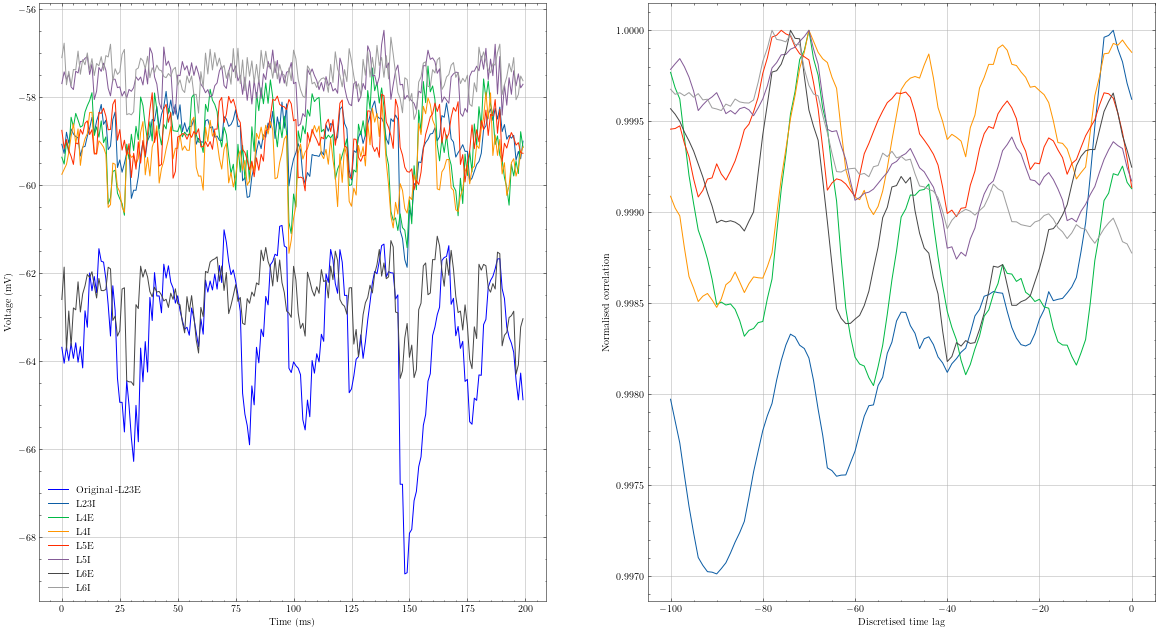 −56
−58
−60
−62
−64
−66
−68
Voltage (mV)
Original -L23E
L23I
L4E
L4I
L5E
L5I
L6E
L6I
0 25 50 75 100 125 150 175 200
Time (ms)
1.0000
0.9995
0.9990
0.9985
0.9980
0.9975
0.9970
Normalised correlation
−100 −80 −60 −40 −20 0
Discretised time lag